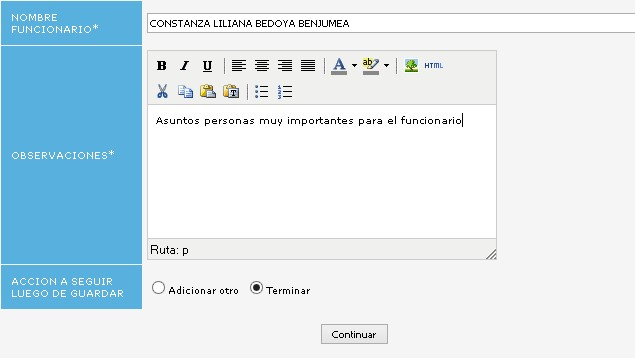 NOMBRE
FUNCIONARIO*
CONSTANZA LILIANA BEDOYA BENJUMEA
B I U A ab HTML
T
OBSERVACIONES*
Asuntos personas muy importantes para el funcionario
Ruta: p
ACCION A SEGUIR
LUEGO DE GUARDAR
Adicionar otro Terminar
Continuar